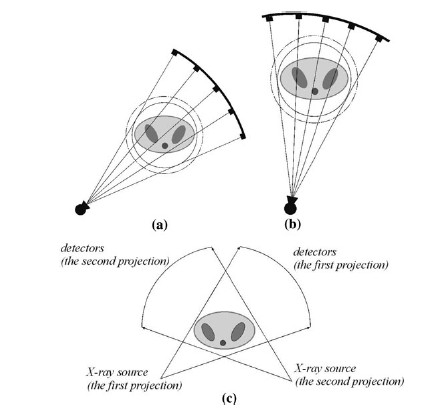 (a)
(b)
detectors
(the second projection)
detectors
(the first projection)
X-ray source
(the first projection)
X-ray source
(the second projection)
(c)